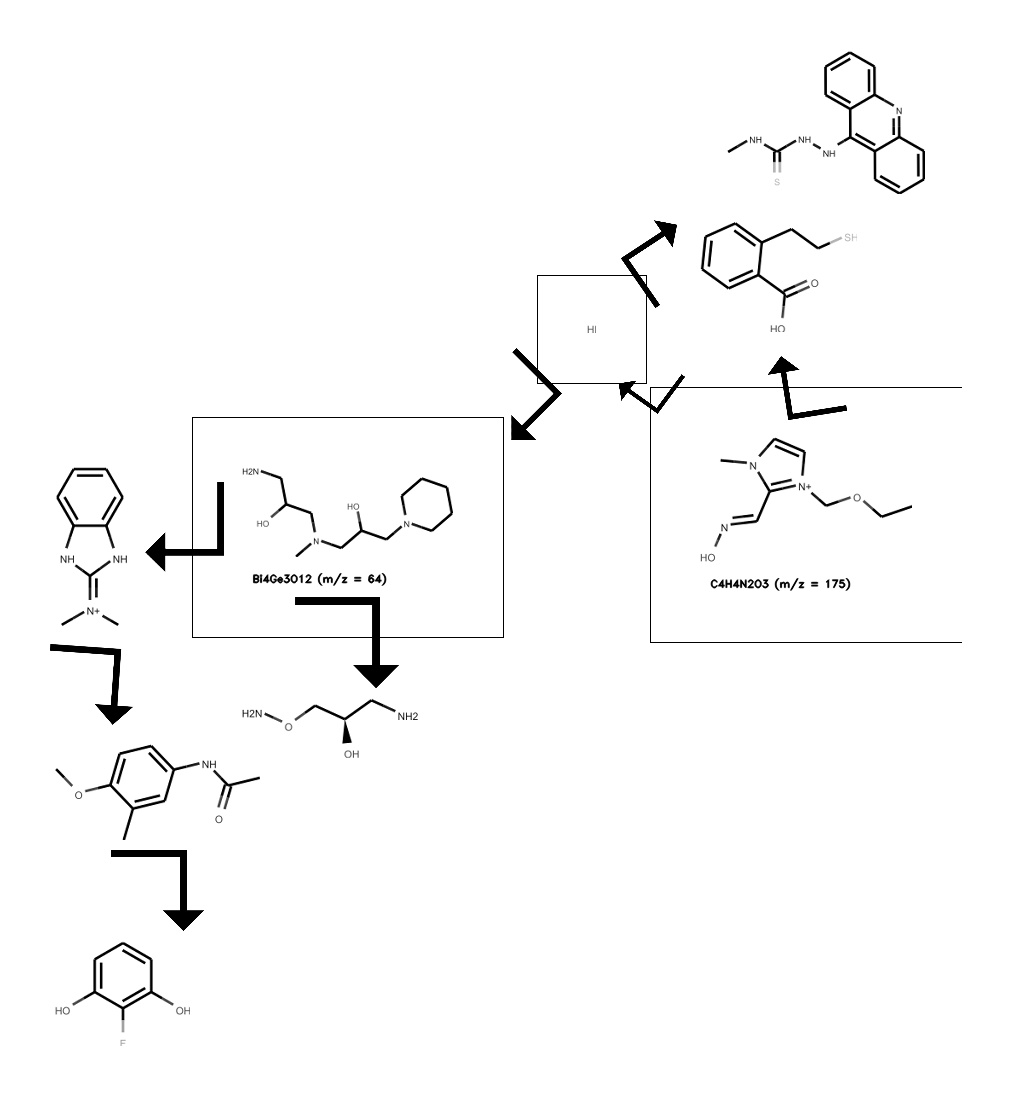 N
NH
NH
NH
S
SH
O
HO
HI
N
N+
O
N
HO
C4H4N2O3 (m/z = 175)
H2N
HO
HO
N
N
Bi4Ge3O12 (m/z = 64)
NH
NH
N+
H2N
O
NH2
OH
NH
O
O
HO
OH
F